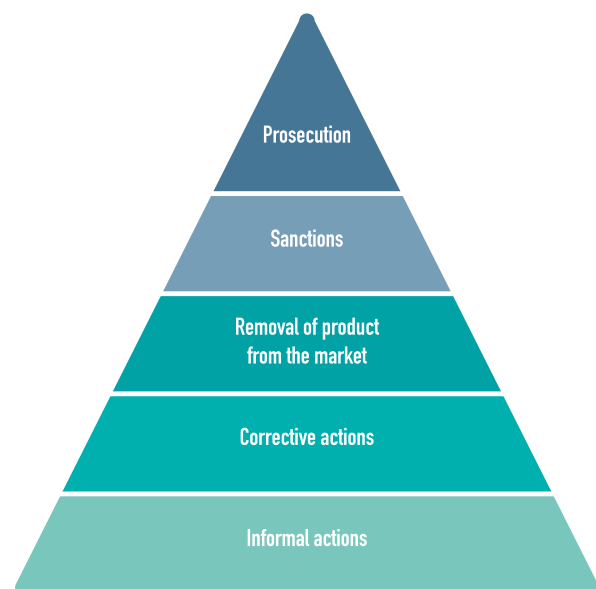 Prosecution
Sanctions
Removal of product
from the market
Corrective actions
Informal actions